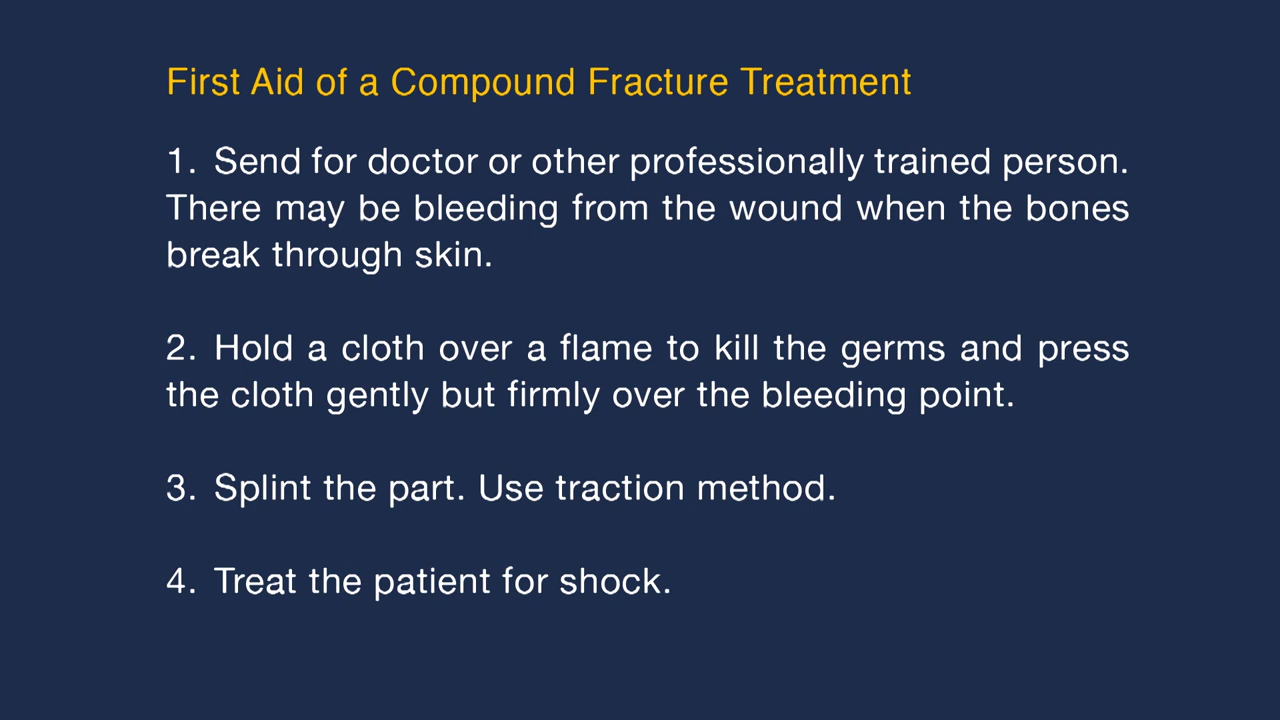 First Aid of a Compound Fracture Treatment
1. Send for doctor or other professionally trained person.
There may be bleeding from the wound when the bones
break through skin.
2. Hold a cloth over a flame to kill the germs and press
the cloth gently but firmly over the bleeding point.
3. Splint the part. Use traction method.
4. Treat the patient for shock.